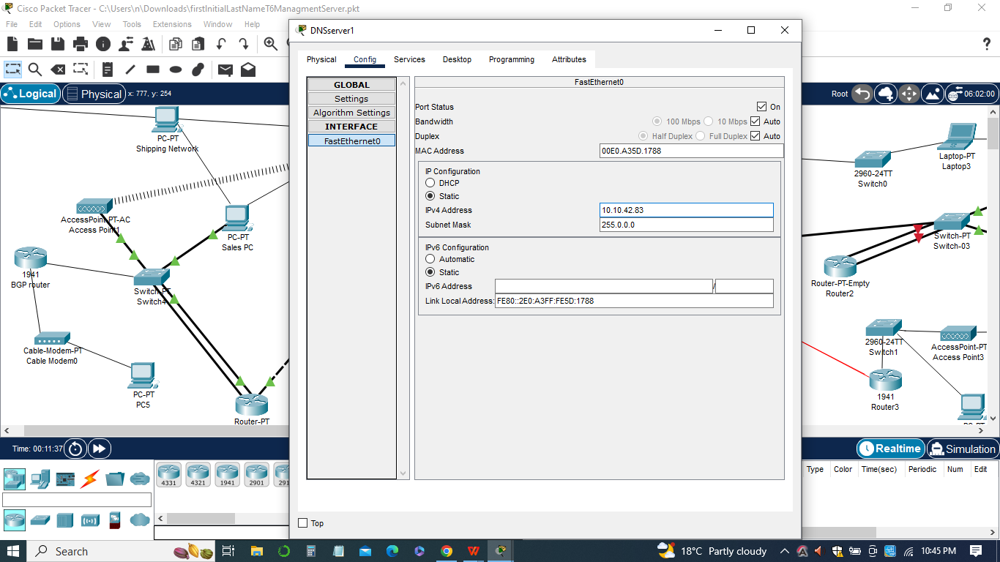 Cisco Packet Tracer - C:\Users\n\Downloads\firstInitialLastNameT6ManagmentServer.pkt
File Edit Options View Tools Extensions Window Help
Logical Physical x: 777, y: 254
Root 06:02:00
PC-PT
Shipping Network
AccessPoint-PT-AC
Access Point1
PC-PT
Sales PC
1941
BGP router
Switch-PT
Switch4
Cable-Modem-PT
Cable Modem0
PC-PT
PC5
Router-PT
DNSserver1
Physical Config Services Desktop Programming Attributes
GLOBAL
Settings
Algorithm Settings
INTERFACE
FastEthernet0
FastEthernet0
Port Status On
Bandwidth 100 Mbps 10 Mbps Auto
Duplex Half Duplex Full Duplex Auto
MAC Address 00E0.A35D.1788
IP Configuration
DHCP
Static
IPv4 Address 10.10.42.83
Subnet Mask 255.0.0.0
IPv6 Configuration
Automatic
Static
IPv6 Address /
Link Local Address: FE80::2E0:A3FF:FE5D:1788
Top
Laptop-PT
Laptop3
2960-24TT
Switch0
Switch-PT
Switch-03
Router-PT-Empty
Router2
2960-24TT
Switch1
AccessPoint-PT
Access Point3
1941
Router3
Time: 00:11:37
Realtime Simulation
4331 4321 1941 2901 291
Type Color Time(sec) Periodic Num Edit
Search
18°C Partly cloudy
10:45 PM